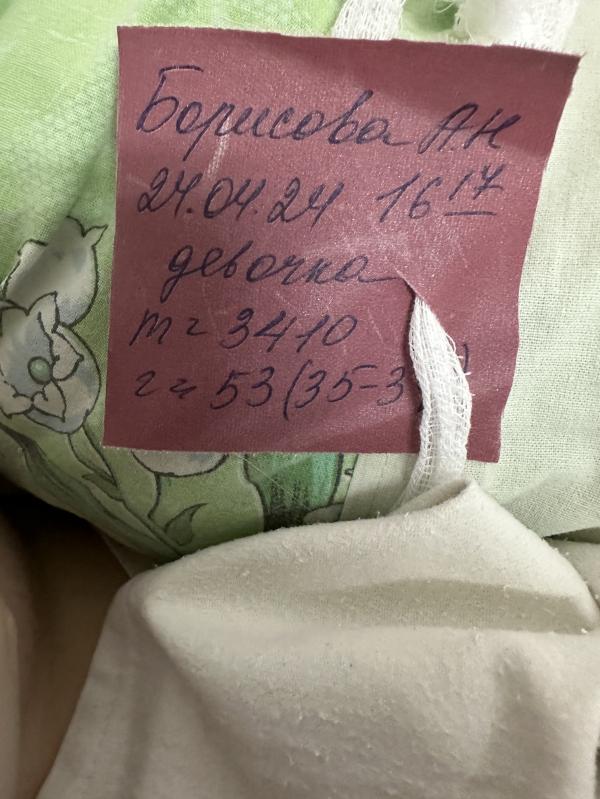 Борисова А.Н
24.04.24 16 17
девочка
m = 3410
r = 53 (35-3